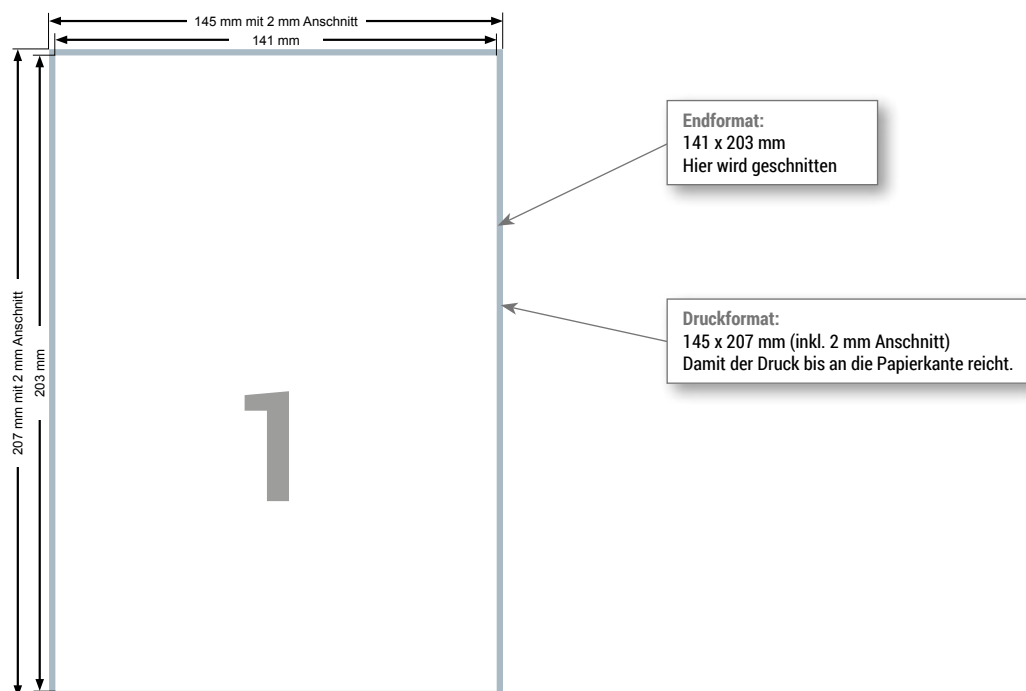 145 mm mit 2 mm Anschnitt
141 mm
207 mm mit 2 mm Anschnitt
203 mm
1
Endformat:
141 x 203 mm
Hier wird geschnitten
Druckformat:
145 x 207 mm (inkl. 2 mm Anschnitt)
Damit der Druck bis an die Papierkante reicht.